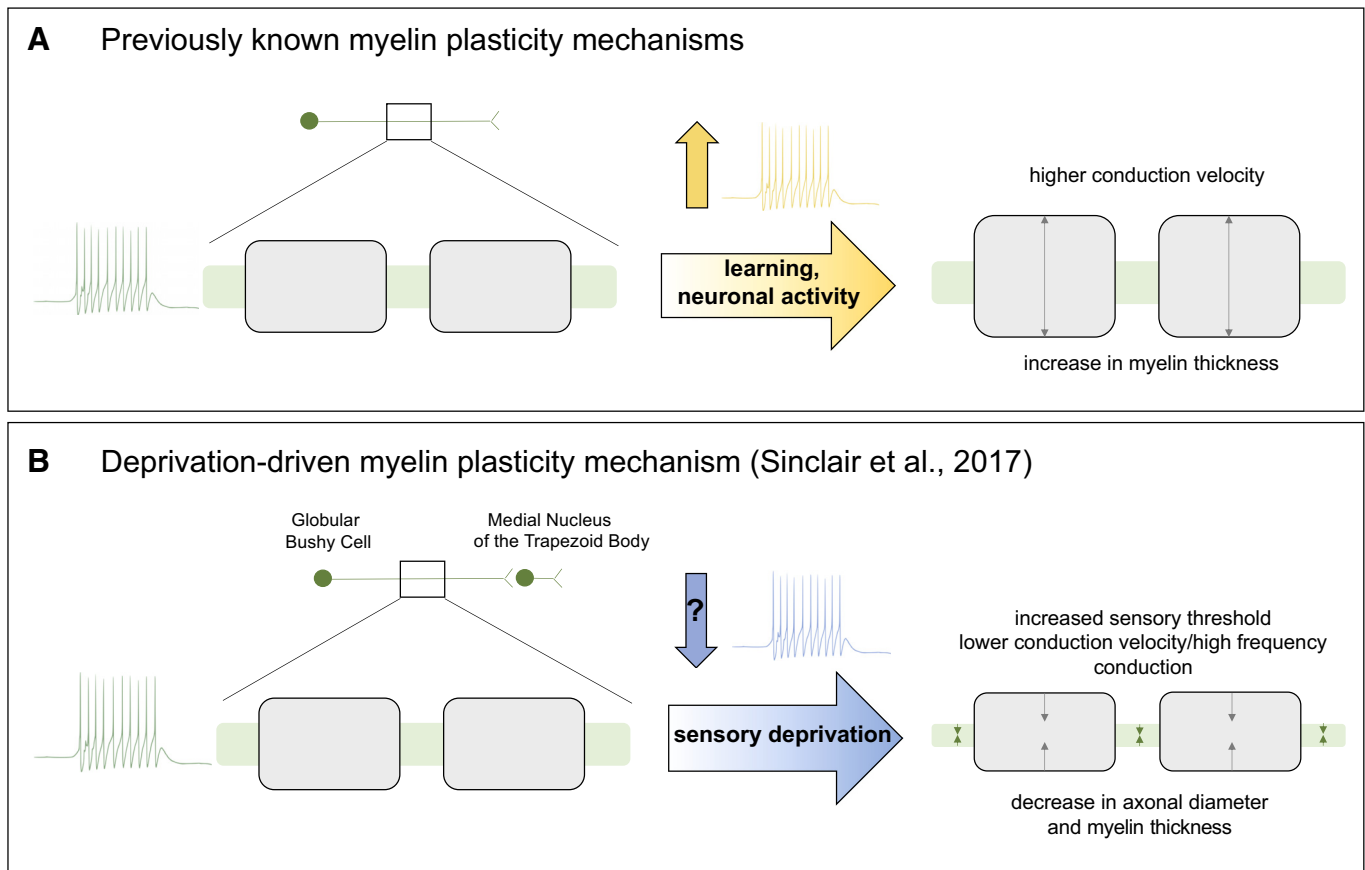 A Previously known myelin plasticity mechanisms
higher conduction velocity
learning,
neuronal activity
increase in myelin thickness
B Deprivation-driven myelin plasticity mechanism (Sinclair et al., 2017)
Globular
Bushy Cell
Medial Nucleus
of the Trapezoid Body
?
sensory deprivation
increased sensory threshold
lower conduction velocity/high frequency
conduction
decrease in axonal diameter
and myelin thickness